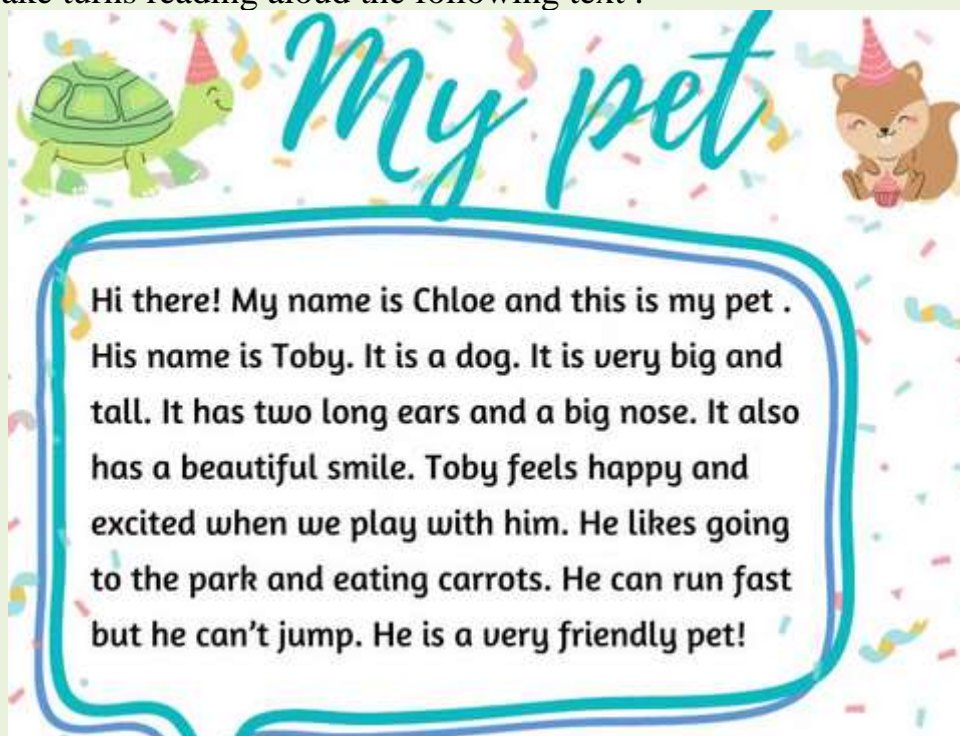 turns reading aloud the following text :
My pet
Hi there! My name is Chloe and this is my pet .
His name is Toby. It is a dog. It is very big and
tall. It has two long ears and a big nose. It also
has a beautiful smile. Toby feels happy and
excited when we play with him. He likes going
to the park and eating carrots. He can run fast
but he can't jump. He is a very friendly pet!